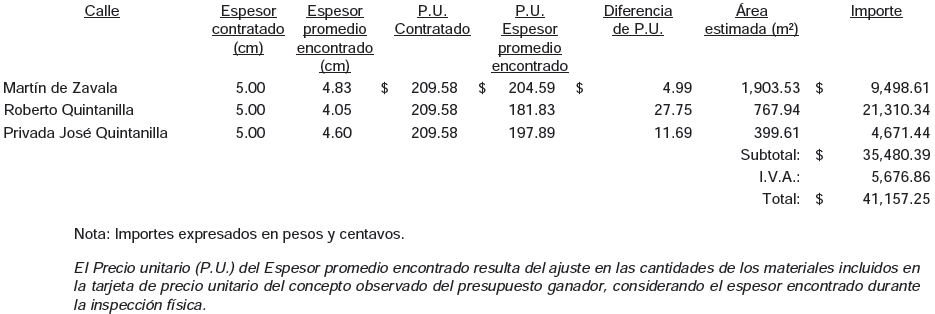 Calle Espesor contratado (cm) Espesor promedio encontrado (cm) P.U. Contratado P.U. Espesor promedio encontrado Diferencia de P.U. Área estimada (m²) Importe
Martín de Zavala 5.00 4.83 $ 209.58 $ 204.59 $ 4.99 1,903.53 $ 9,498.61
Roberto Quintanilla 5.00 4.05 209.58 181.83 27.75 767.94 21,310.34
Privada José Quintanilla 5.00 4.60 209.58 197.89 11.69 399.61 4,671.44
Subtotal: $ 35,480.39
I.V.A.: 5,676.86
Total: $ 41,157.25
Nota: Importes expresados en pesos y centavos.
El Precio unitario (P.U.) del Espesor promedio encontrado resulta del ajuste en las cantidades de los materiales incluidos en
la tarjeta de precio unitario del concepto observado del presupuesto ganador, considerando el espesor encontrado durante
la inspección física.